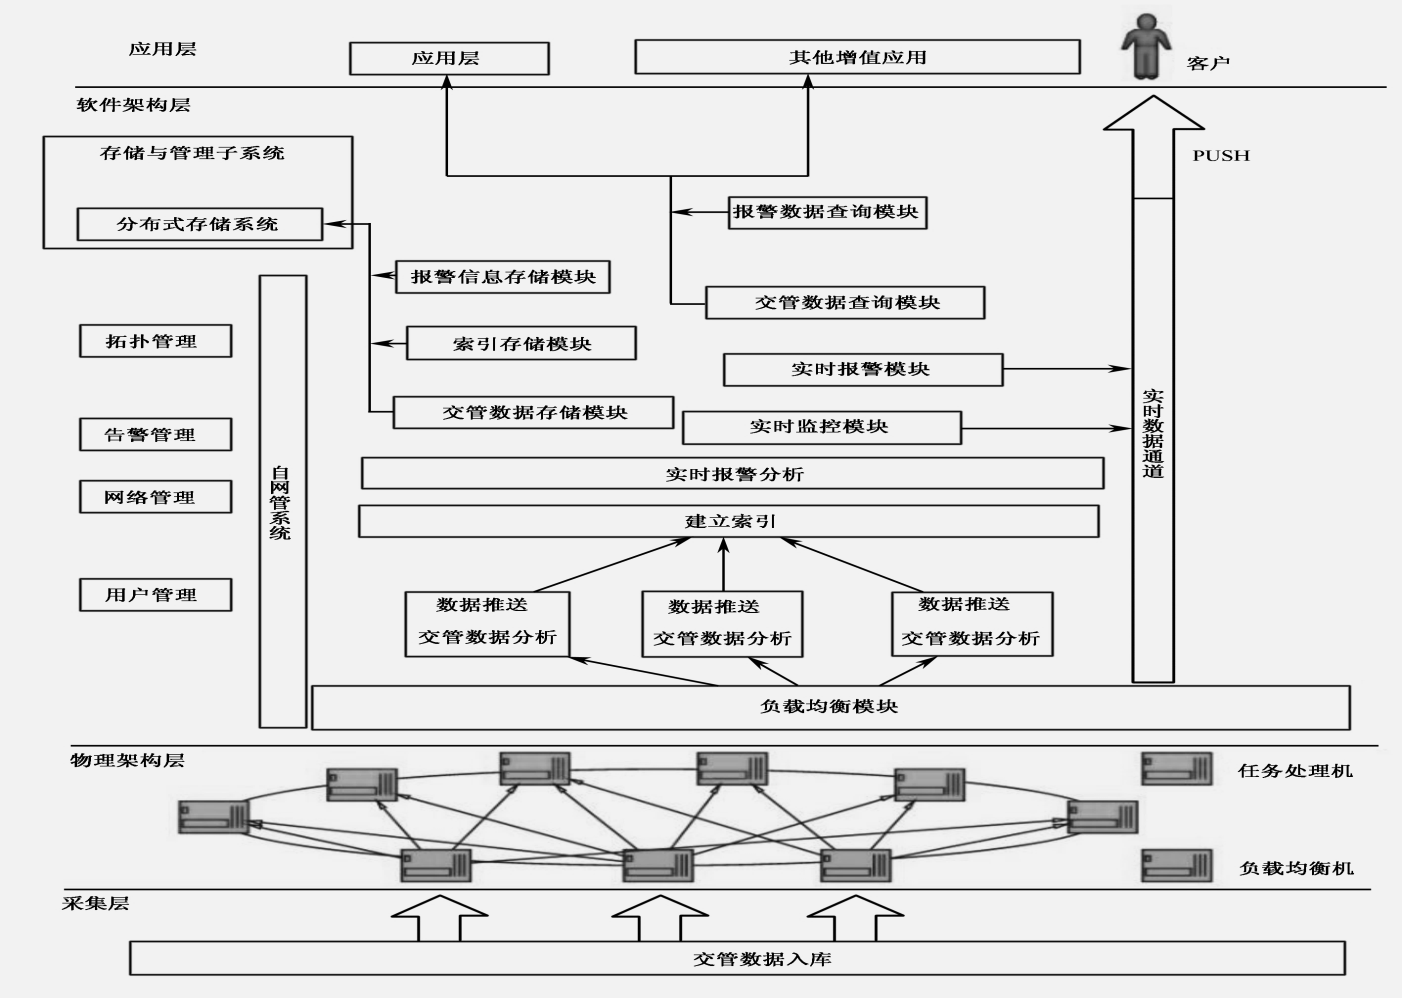 应用层
应用层
其他增值应用
客户
软件架构层
存储与管理子系统
PUSH
分布式存储系统
报警数据查询模块
报警信息存储模块
交管数据查询模块
拓扑管理
索引存储模块
实时报警模块
交管数据存储模块
实时监控模块
实时数据通道
告警管理
自网管系统
实时报警分析
网络管理
建立索引
用户管理
数据推送
交管数据分析
数据推送
交管数据分析
数据推送
交管数据分析
负载均衡模块
物理架构层
任务处理机
负载均衡机
采集层
交管数据入库